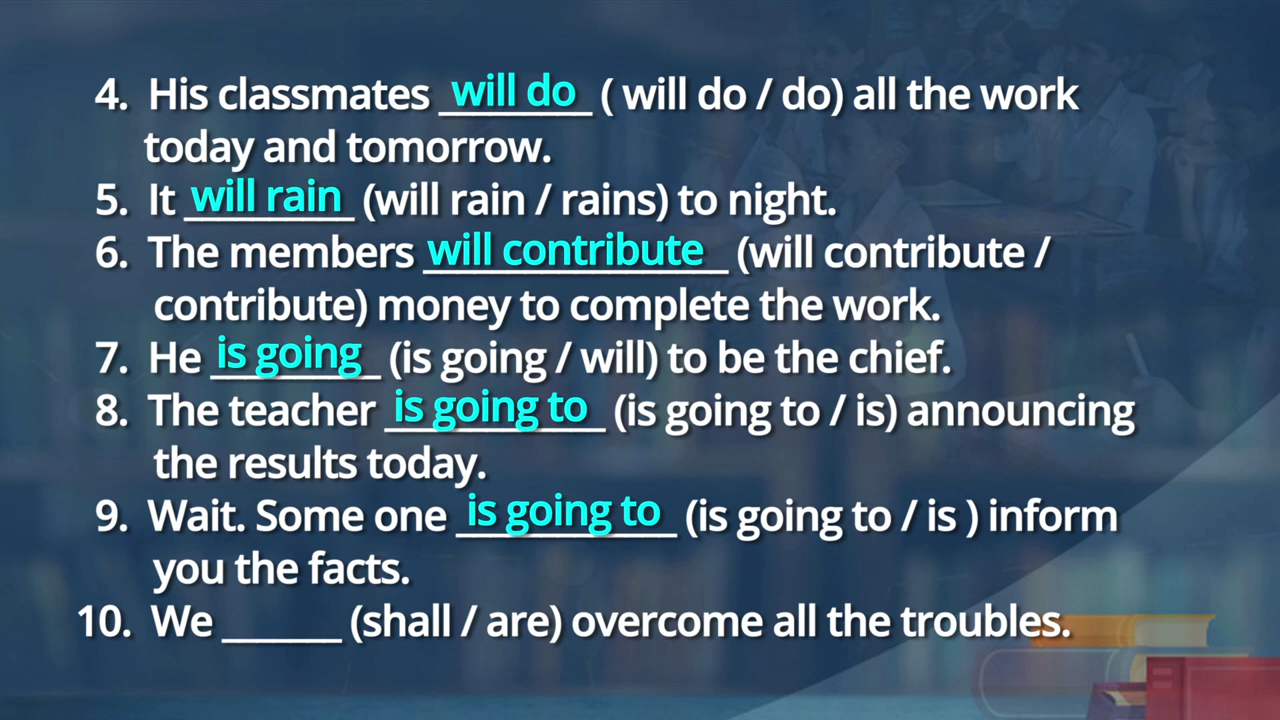 4. His classmates will do ( will do / do) all the work
today and tomorrow.
5. It will rain (will rain / rains) to night.
6. The members will contribute (will contribute /
contribute) money to complete the work.
7. He is going (is going / will) to be the chief.
8. The teacher is going to (is going to / is) announcing
the results today.
9. Wait. Some one is going to (is going to / is ) inform
you the facts.
10. We ______ (shall / are) overcome all the troubles.